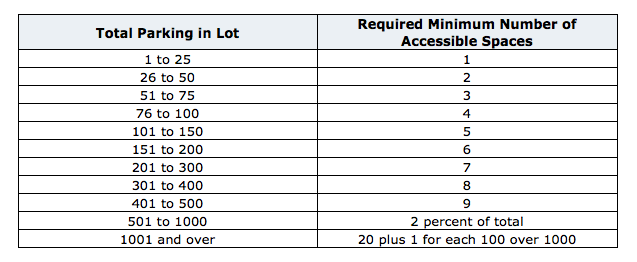 Total Parking in Lot
Required Minimum Number of
Accessible Spaces
1 to 25 1
26 to 50 2
51 to 75 3
76 to 100 4
101 to 150 5
151 to 200 6
201 to 300 7
301 to 400 8
401 to 500 9
501 to 1000 2 percent of total
1001 and over 20 plus 1 for each 100 over 1000